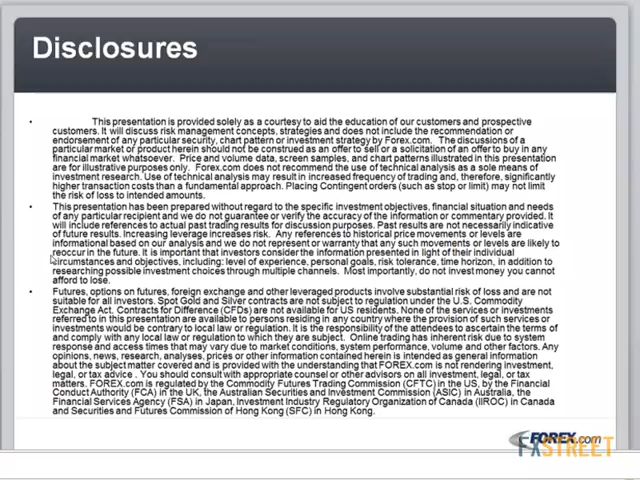 Disclosures
• This presentation is provided solely as a courtesy to aid the education of our customers and prospective
customers. It will discuss risk management concepts, strategies and does not include the recommendation or
endorsement of any particular security, chart pattern or investment strategy by Forex.com. The discussions of a
particular market or product herein should not be construed as an offer to sell or a solicitation of an offer to buy in any
financial market whatsoever. Price and volume data, screen samples, and chart patterns illustrated in this presentation
are for illustrative purposes only. Forex.com does not recommend the use of technical analysis as a sole means of
investment research. Use of technical analysis may result in increased frequency of trading and, therefore, significantly
higher transaction costs than a fundamental approach. Placing Contingent orders (such as stop or limit) may not limit
the risk of loss to intended amounts.
• This presentation has been prepared without regard to the specific investment objectives, financial situation and needs
of any particular recipient and we do not guarantee or verify the accuracy of the information or commentary provided. It
will include references to actual past trading results for discussion purposes. Past results are not necessarily indicative
of future results. Increasing leverage increases risk. Any references to historical price movements or levels are
informational based on our analysis and we do not represent or warranty that any such movements or levels are likely to
reoccur in the future. It is important that investors consider the information presented in light of their individual
circumstances and objectives, including: level of experience, personal goals, risk tolerance, time horizon, in addition to
researching possible investment choices through multiple channels. Most importantly, do not invest money you cannot
afford to lose.
• Futures, options on futures, foreign exchange and other leveraged products involve substantial risk of loss and are not
suitable for all investors. Spot Gold and Silver contracts are not subject to regulation under the U.S. Commodity
Exchange Act. Contracts for Difference (CFDs) are not available for US residents. None of the services or investments
referred to in this presentation are available to persons residing in any country where the provision of such services or
investments would be contrary to local law or regulation. It is the responsibility of the attendees to ascertain the terms of
and comply with any local law or regulation to which they are subject. Online trading has inherent risk due to system
response and access times that may vary due to market conditions, system performance, volume and other factors. Any
opinions, news, research, analyses, prices or other information contained herein is intended as general information
about the subject matter covered and is provided with the understanding that FOREX.com is not rendering investment,
legal, or tax advice . You should consult with appropriate counsel or other advisors on all investment, legal, or tax
matters. FOREX.com is regulated by the Commodity Futures Trading Commission (CFTC) in the US, by the Financial
Conduct Authority (FCA) in the UK, the Australian Securities and Investment Commission (ASIC) in Australia, the
Financial Services Agency (FSA) in Japan, Investment Industry Regulatory Organization of Canada (IIROC) in Canada
and Securities and Futures Commission of Hong Kong (SFC) in Hong Kong.
FOREX.com
FXSTREET